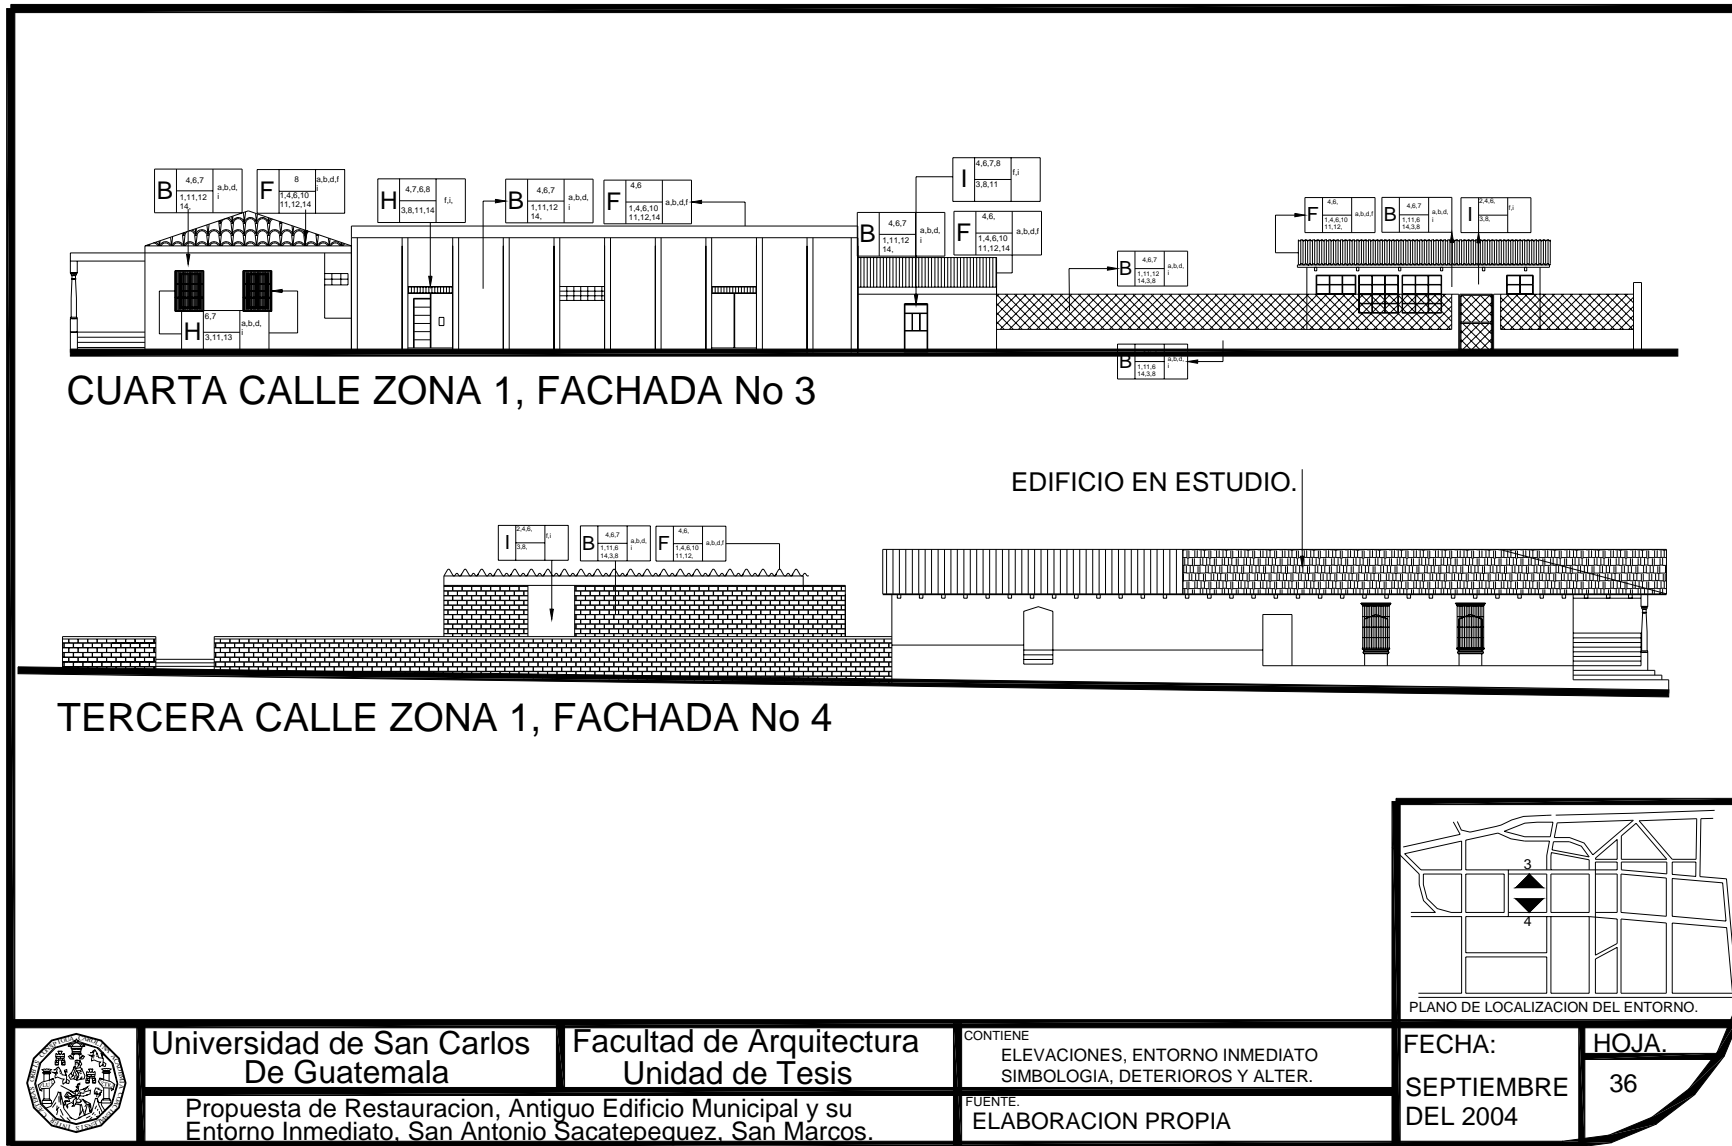 B 4,6,7 a,b,d, i
1,11,12
14,
F 8 a,b,d,f i
1,4,6,10
11,12,14
H 4,7,6,8 f,i,
3,8,11,14
B 4,6,7 a,b,d, i
1,11,12
14,
F 4,6 a,b,d,f
1,4,6,10
11,12,14
I 4,6,7,8 f,i
3,8,11
B 4,6,7 a,b,d, i
1,11,12
14,
F 4,6, a,b,d,f
1,4,6,10
11,12,14
B 4,6,7 a,b,d, i
1,11,12
14,3,8
F 4,6, a,b,d,f
1,4,6,10
11,12,
B 4,6,7 a,b,d, i
1,11,6
14,3,8
I 2,4,6, f,i
3,8,
H 6,7 a,b,d, i
3,11,13
B a,b,d, i
1,11,6
14,3,8
CUARTA CALLE ZONA 1, FACHADA No 3
EDIFICIO EN ESTUDIO.
I 2,4,6, f,i
3,8,
B 4,6,7 a,b,d, i
1,11,6
14,3,8
F 4,6, a,b,d,f
1,4,6,10
11,12,
TERCERA CALLE ZONA 1, FACHADA No 4
3
4
PLANO DE LOCALIZACION DEL ENTORNO.
Universidad de San Carlos
De Guatemala
Facultad de Arquitectura
Unidad de Tesis
CONTIENE
ELEVACIONES, ENTORNO INMEDIATO
SIMBOLOGIA, DETERIOROS Y ALTER.
FECHA:
SEPTIEMBRE
DEL 2004
HOJA.
36
Propuesta de Restauracion, Antiguo Edificio Municipal y su
Entorno Inmediato, San Antonio Sacatepequez, San Marcos.
FUENTE.
ELABORACION PROPIA